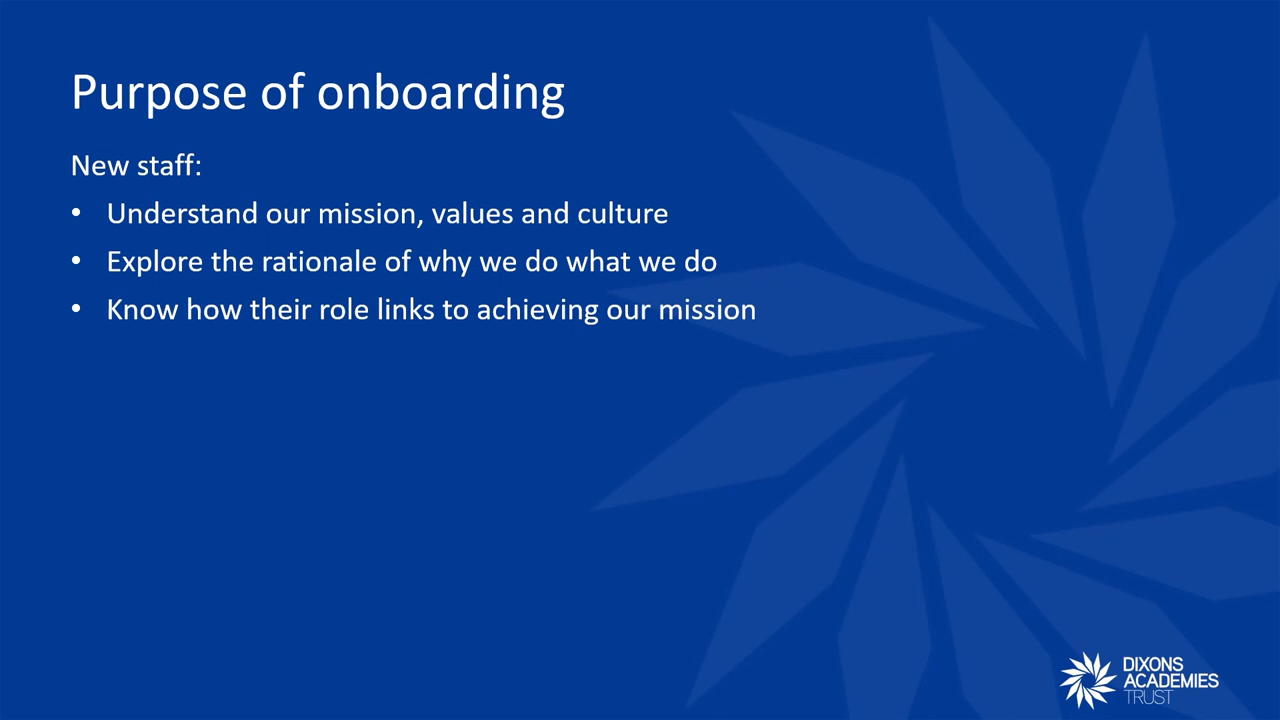 Purpose of onboarding
New staff:
• Understand our mission, values and culture
• Explore the rationale of why we do what we do
• Know how their role links to achieving our mission
DIXONS
ACADEMIES
TRUST